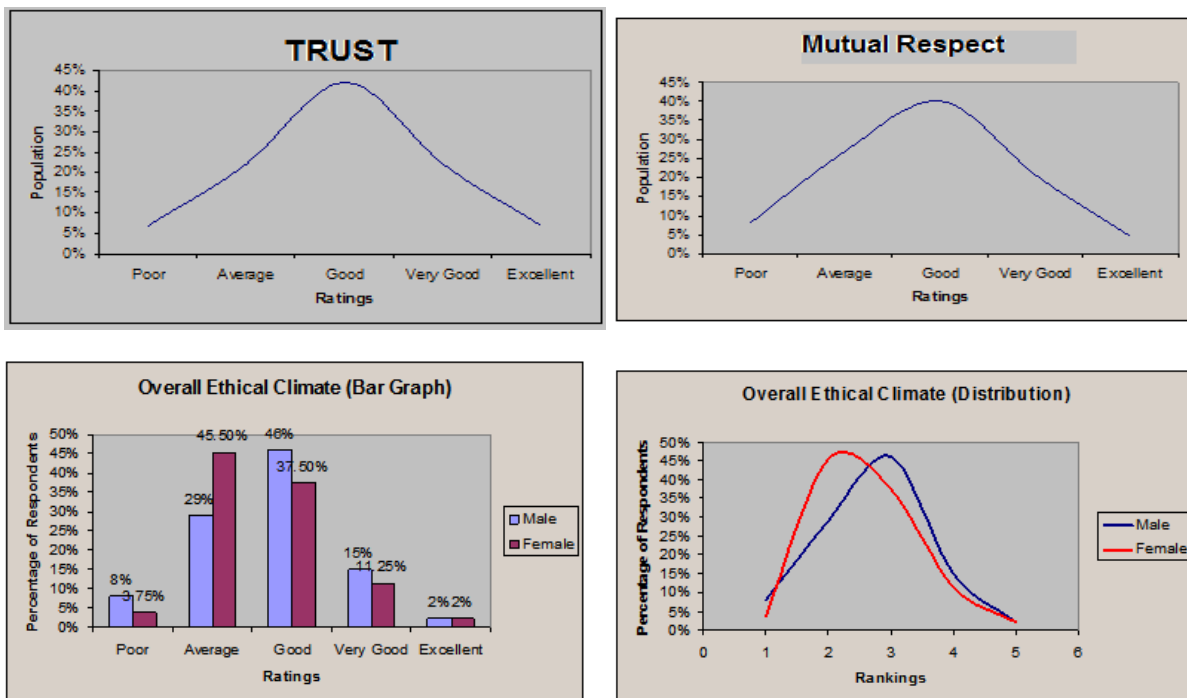 TRUST
45%
40%
35%
30%
25%
20%
15%
10%
5%
0%
Population
Poor Average Good Very Good Excellent
Ratings
Mutual Respect
45%
40%
35%
30%
25%
20%
15%
10%
5%
0%
Population
Poor Average Good Very Good Excellent
Ratings
Overall Ethical Climate (Bar Graph)
50%
45%
40%
35%
30%
25%
20%
15%
10%
5%
0%
Percentage of Respondents
8% 3.75% 29% 45.50% 46% 37.50% 15% 11.25% 2% 2%
Poor Average Good Very Good Excellent
Ratings
Male
Female
Overall Ethical Climate (Distribution)
50%
45%
40%
35%
30%
25%
20%
15%
10%
5%
0%
Percentage of Respondents
0 1 2 3 4 5 6
Rankings
Male
Female